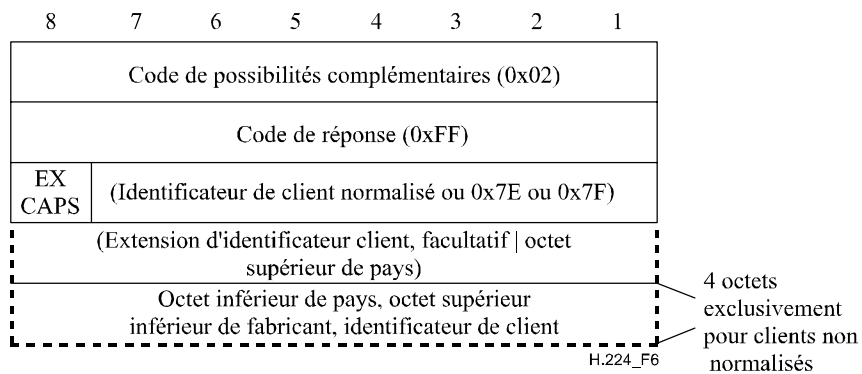 8 7 6 5 4 3 2 1
Code de possibilités complémentaires (0x02)
Code de réponse (0xFF)
EX
CAPS
(Identificateur de client normalisé ou 0x7E ou 0x7F)
(Extension d'identificateur client, facultatif | octet
supérieur de pays)
Octet inférieur de pays, octet supérieur
inférieur de fabricant, identificateur de client
4 octets
exclusivement
pour clients non
normalisés
H.224_F6